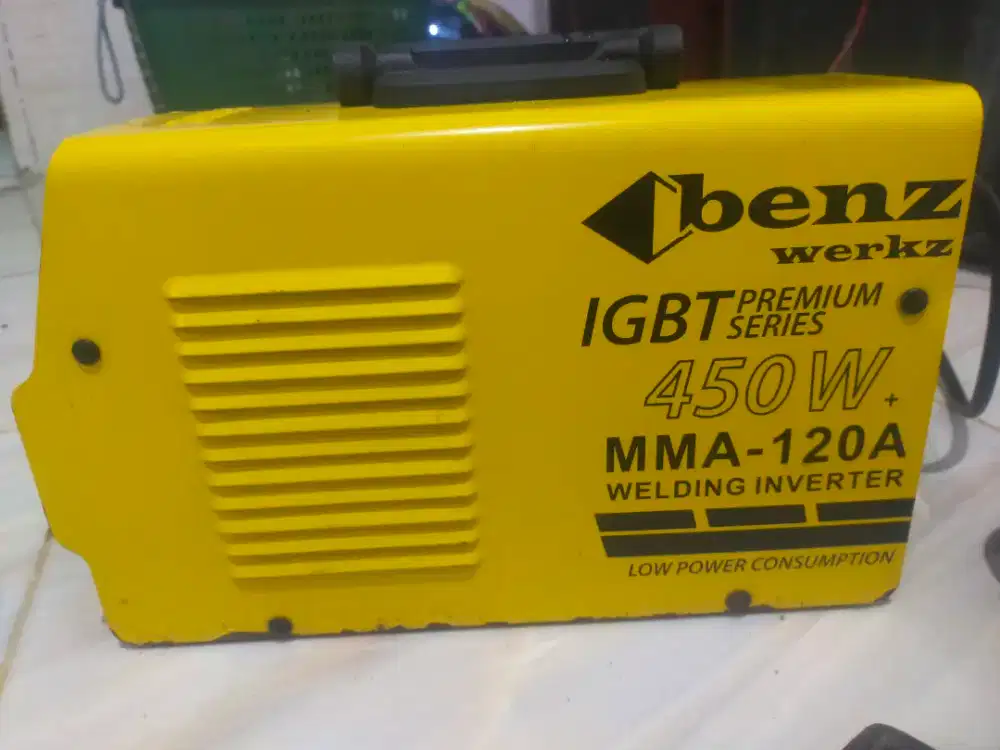 benz
werkz
IGBT PREMIUM
SERIES
450W+
MMA-120A
WELDING INVERTER
LOW POWER CONSUMPTION